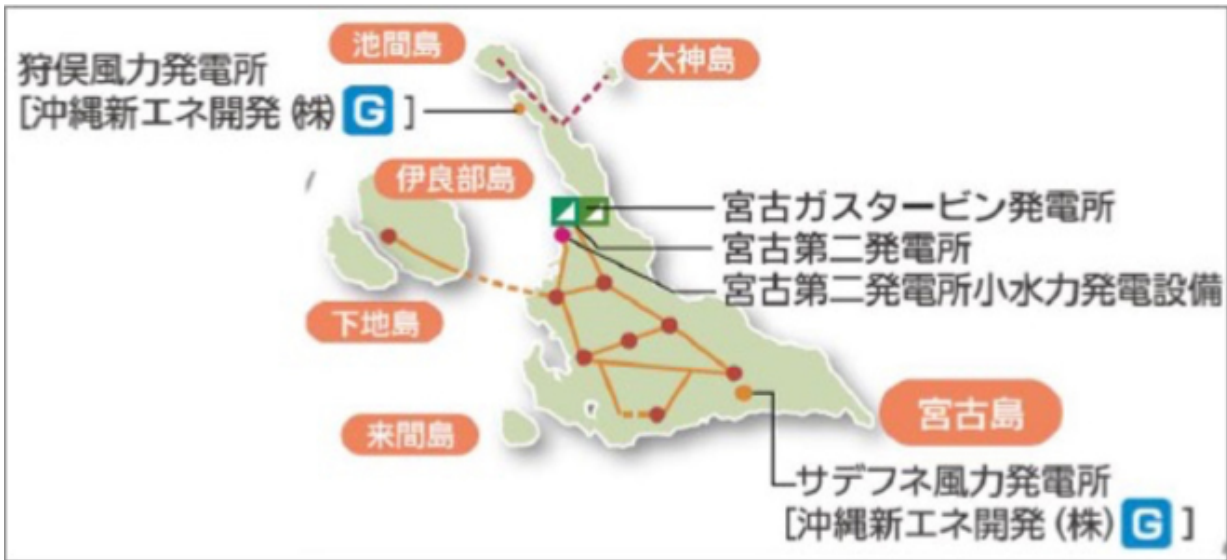 池間島
大神島
狩俣風力発電所
[沖縄新エネ開発(株) G ]
伊良部島
宮古ガスタービン発電所
宮古第二発電所
宮古第二発電所小水力発電設備
下地島
来間島
宮古島
サデフネ風力発電所
[沖縄新エネ開発(株) G ]